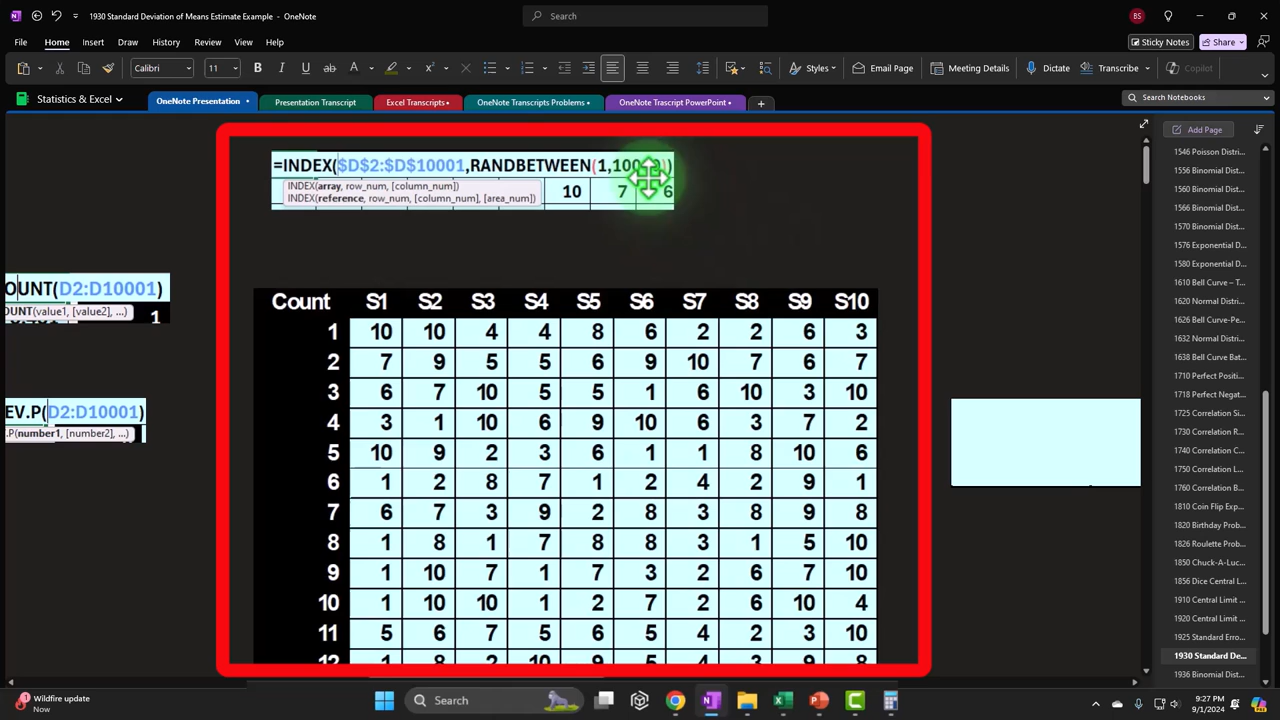 1930 Standard Deviation of Means Estimate Example - OneNote
Search
BS
File Home Insert Draw History Review View Help
Sticky Notes
Share
Calibri 11
Styles
Email Page
Meeting Details
Dictate
Transcribe
Copilot
Statistics & Excel
OneNote Presentation
Presentation Transcript
Excel Transcripts
OneNote Transcripts Problems
OneNote Trascript PowerPoint
Search Notebooks
Add Page
=INDEX($D$2:$D$10001,RANDBETWEEN(1,100
INDEX(array, row_num, [column_num])
INDEX(reference, row_num, [column_num], [area_num])
10 7 6
OUNT(D2:D10001)
OUNT(value1, [value2], ...)
1
EV.P(D2:D10001)
.P(number1, [number2], ...)
Count S1 S2 S3 S4 S5 S6 S7 S8 S9 S10
1 10 10 4 4 8 6 2 2 6 3
2 7 9 5 5 6 9 10 7 6 7
3 6 7 10 5 5 1 6 10 3 10
4 3 1 10 6 9 10 6 3 7 2
5 10 9 2 3 6 1 1 8 10 6
6 1 2 8 7 1 2 4 2 9 1
7 6 7 3 9 2 8 3 8 9 8
8 1 8 1 7 8 8 3 1 5 10
9 1 10 7 1 7 3 2 6 7 10
10 1 10 10 1 2 7 2 6 10 4
11 5 6 7 5 6 5 4 2 3 10
12 1 8 2 10 9 5 4 3 9 8
1546 Poisson Distri...
1556 Binomial Dist...
1560 Binomial Dist...
1566 Binomial Dist...
1570 Binomial Distr...
1576 Exponential D...
1580 Exponential D...
1610 Bell Curve – T...
1620 Normal Distri...
1626 Bell Curve-Pe...
1632 Normal Distri...
1638 Bell Curve Bat...
1710 Perfect Positi...
1718 Perfect Negat...
1725 Correlation Si...
1730 Correlation R...
1740 Correlation C...
1750 Correlation L...
1760 Correlation B...
1810 Coin Flip Exp...
1820 Birthday Prob...
1826 Roulette Prob...
1850 Chuck-A-Luck ...
1856 Dice Central L...
1910 Central Limit ...
1920 Central Limit ...
1925 Standard Erro...
1930 Standard De...
1936 Binomial Dist...
Wildfire update
Now
Search
9:27 PM
9/1/2024